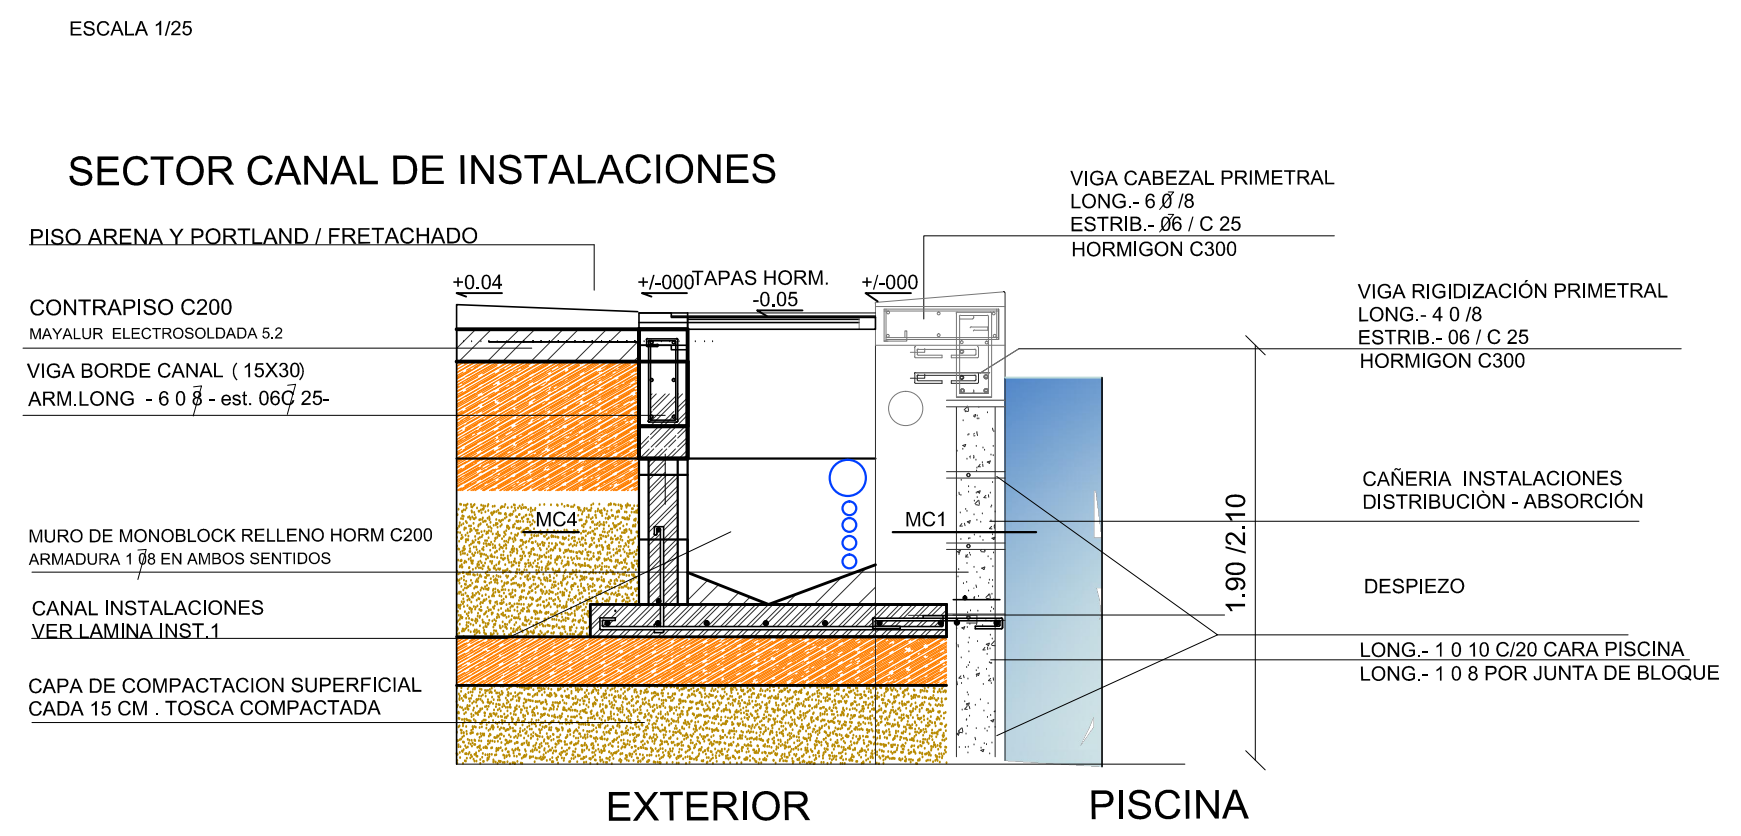 ESCALA 1/25
SECTOR CANAL DE INSTALACIONES
PISO ARENA Y PORTLAND / FRETACHADO
CONTRAPISO C200
MAYALUR ELECTROSOLDADA 5.2
VIGA BORDE CANAL ( 15X30)
ARM.LONG - 6 0 8 - est. 06C 25-
MURO DE MONOBLOCK RELLENO HORM C200
ARMADURA 1 08 EN AMBOS SENTIDOS
CANAL INSTALACIONES
VER LAMINA INST.1
CAPA DE COMPACTACION SUPERFICIAL
CADA 15 CM . TOSCA COMPACTADA
+0.04
+/-000
TAPAS HORM.
-0.05
+/-000
MC4
MC1
VIGA CABEZAL PRIMETRAL
LONG.- 6 0 /8
ESTRIB.- 06 / C 25
HORMIGON C300
VIGA RIGIDIZACIÓN PRIMETRAL
LONG.- 4 0 /8
ESTRIB.- 06 / C 25
HORMIGON C300
1.90 /2.10
CAÑERIA INSTALACIONES
DISTRIBUCIÒN - ABSORCIÓN
DESPIEZO
LONG.- 1 0 10 C/20 CARA PISCINA
LONG.- 1 0 8 POR JUNTA DE BLOQUE
EXTERIOR
PISCINA